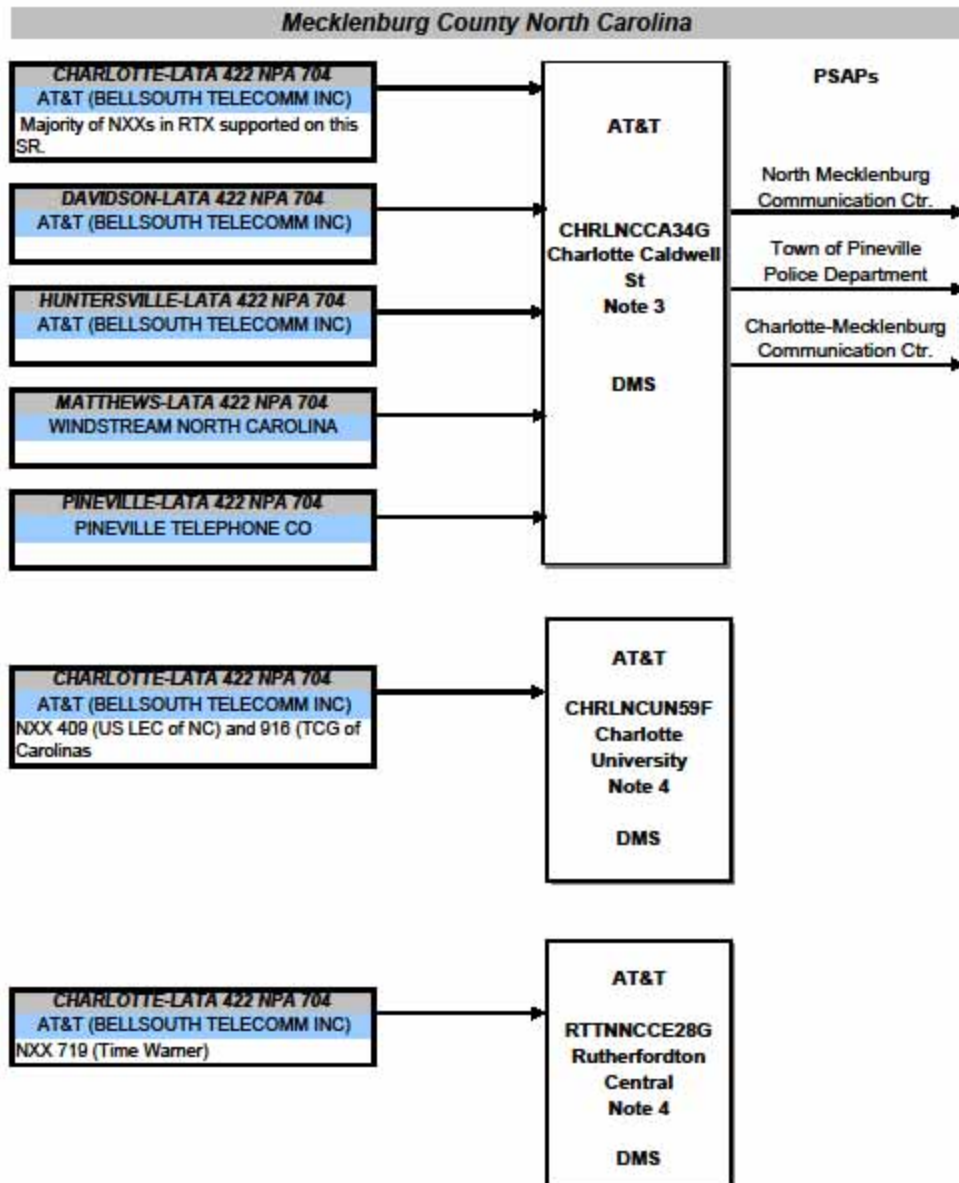 Mecklenburg County North Carolina
CHARLOTTE-LATA 422 NPA 704
AT&T (BELLSOUTH TELECOMM INC)
Majority of NXXs in RTX supported on this
SR.
DAVIDSON-LATA 422 NPA 704
AT&T (BELLSOUTH TELECOMM INC)
HUNTERSVILLE-LATA 422 NPA 704
AT&T (BELLSOUTH TELECOMM INC)
MATTHEWS-LATA 422 NPA 704
WINDSTREAM NORTH CAROLINA
PINEVILLE-LATA 422 NPA 704
PINEVILLE TELEPHONE CO
AT&T
CHRLNCCA34G
Charlotte Caldwell
St
Note 3
DMS
PSAPs
North Mecklenburg
Communication Ctr.
Town of Pineville
Police Department
Charlotte-Mecklenburg
Communication Ctr.
CHARLOTTE-LATA 422 NPA 704
AT&T (BELLSOUTH TELECOMM INC)
NXX 409 (US LEC of NC) and 916 (TCG of
Carolinas
AT&T
CHRLNCUN59F
Charlotte
University
Note 4
DMS
CHARLOTTE-LATA 422 NPA 704
AT&T (BELLSOUTH TELECOMM INC)
NXX 719 (Time Warner)
AT&T
RTTNNCCE28G
Rutherfordton
Central
Note 4
DMS